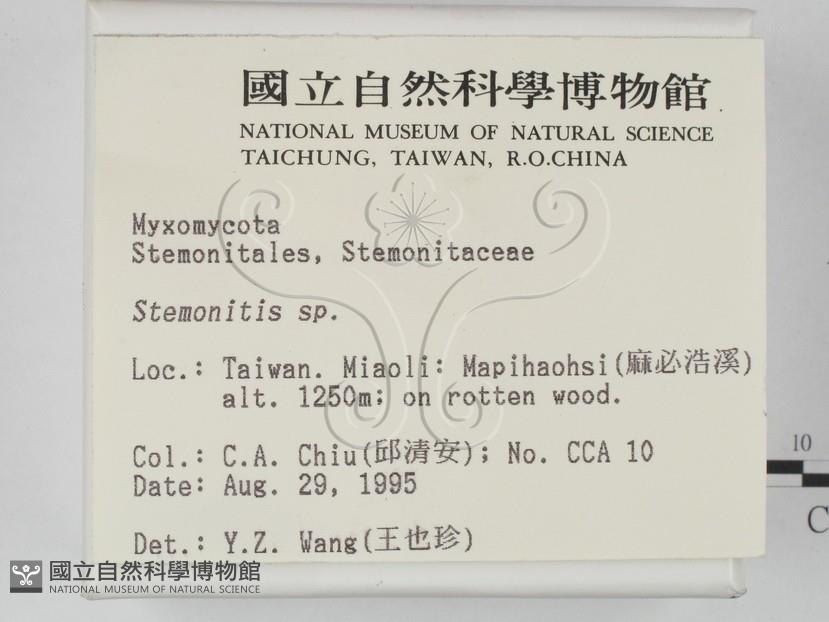 國立自然科學博物館
NATIONAL MUSEUM OF NATURAL SCIENCE
TAICHUNG, TAIWAN, R.O.CHINA
Myxomycota
Stemonitales, Stemonitaceae
Stemonitis sp.
Loc.: Taiwan. Miaoli: Mapihaohsi(麻必浩溪)
alt. 1250m; on rotten wood.
Col.: C.A. Chiu(邱清安); No. CCA 10
Date: Aug. 29, 1995
Det.: Y.Z. Wang(王也珍)
10
C
國立自然科學博物館
NATIONAL MUSEUM OF NATURAL SCIENCE